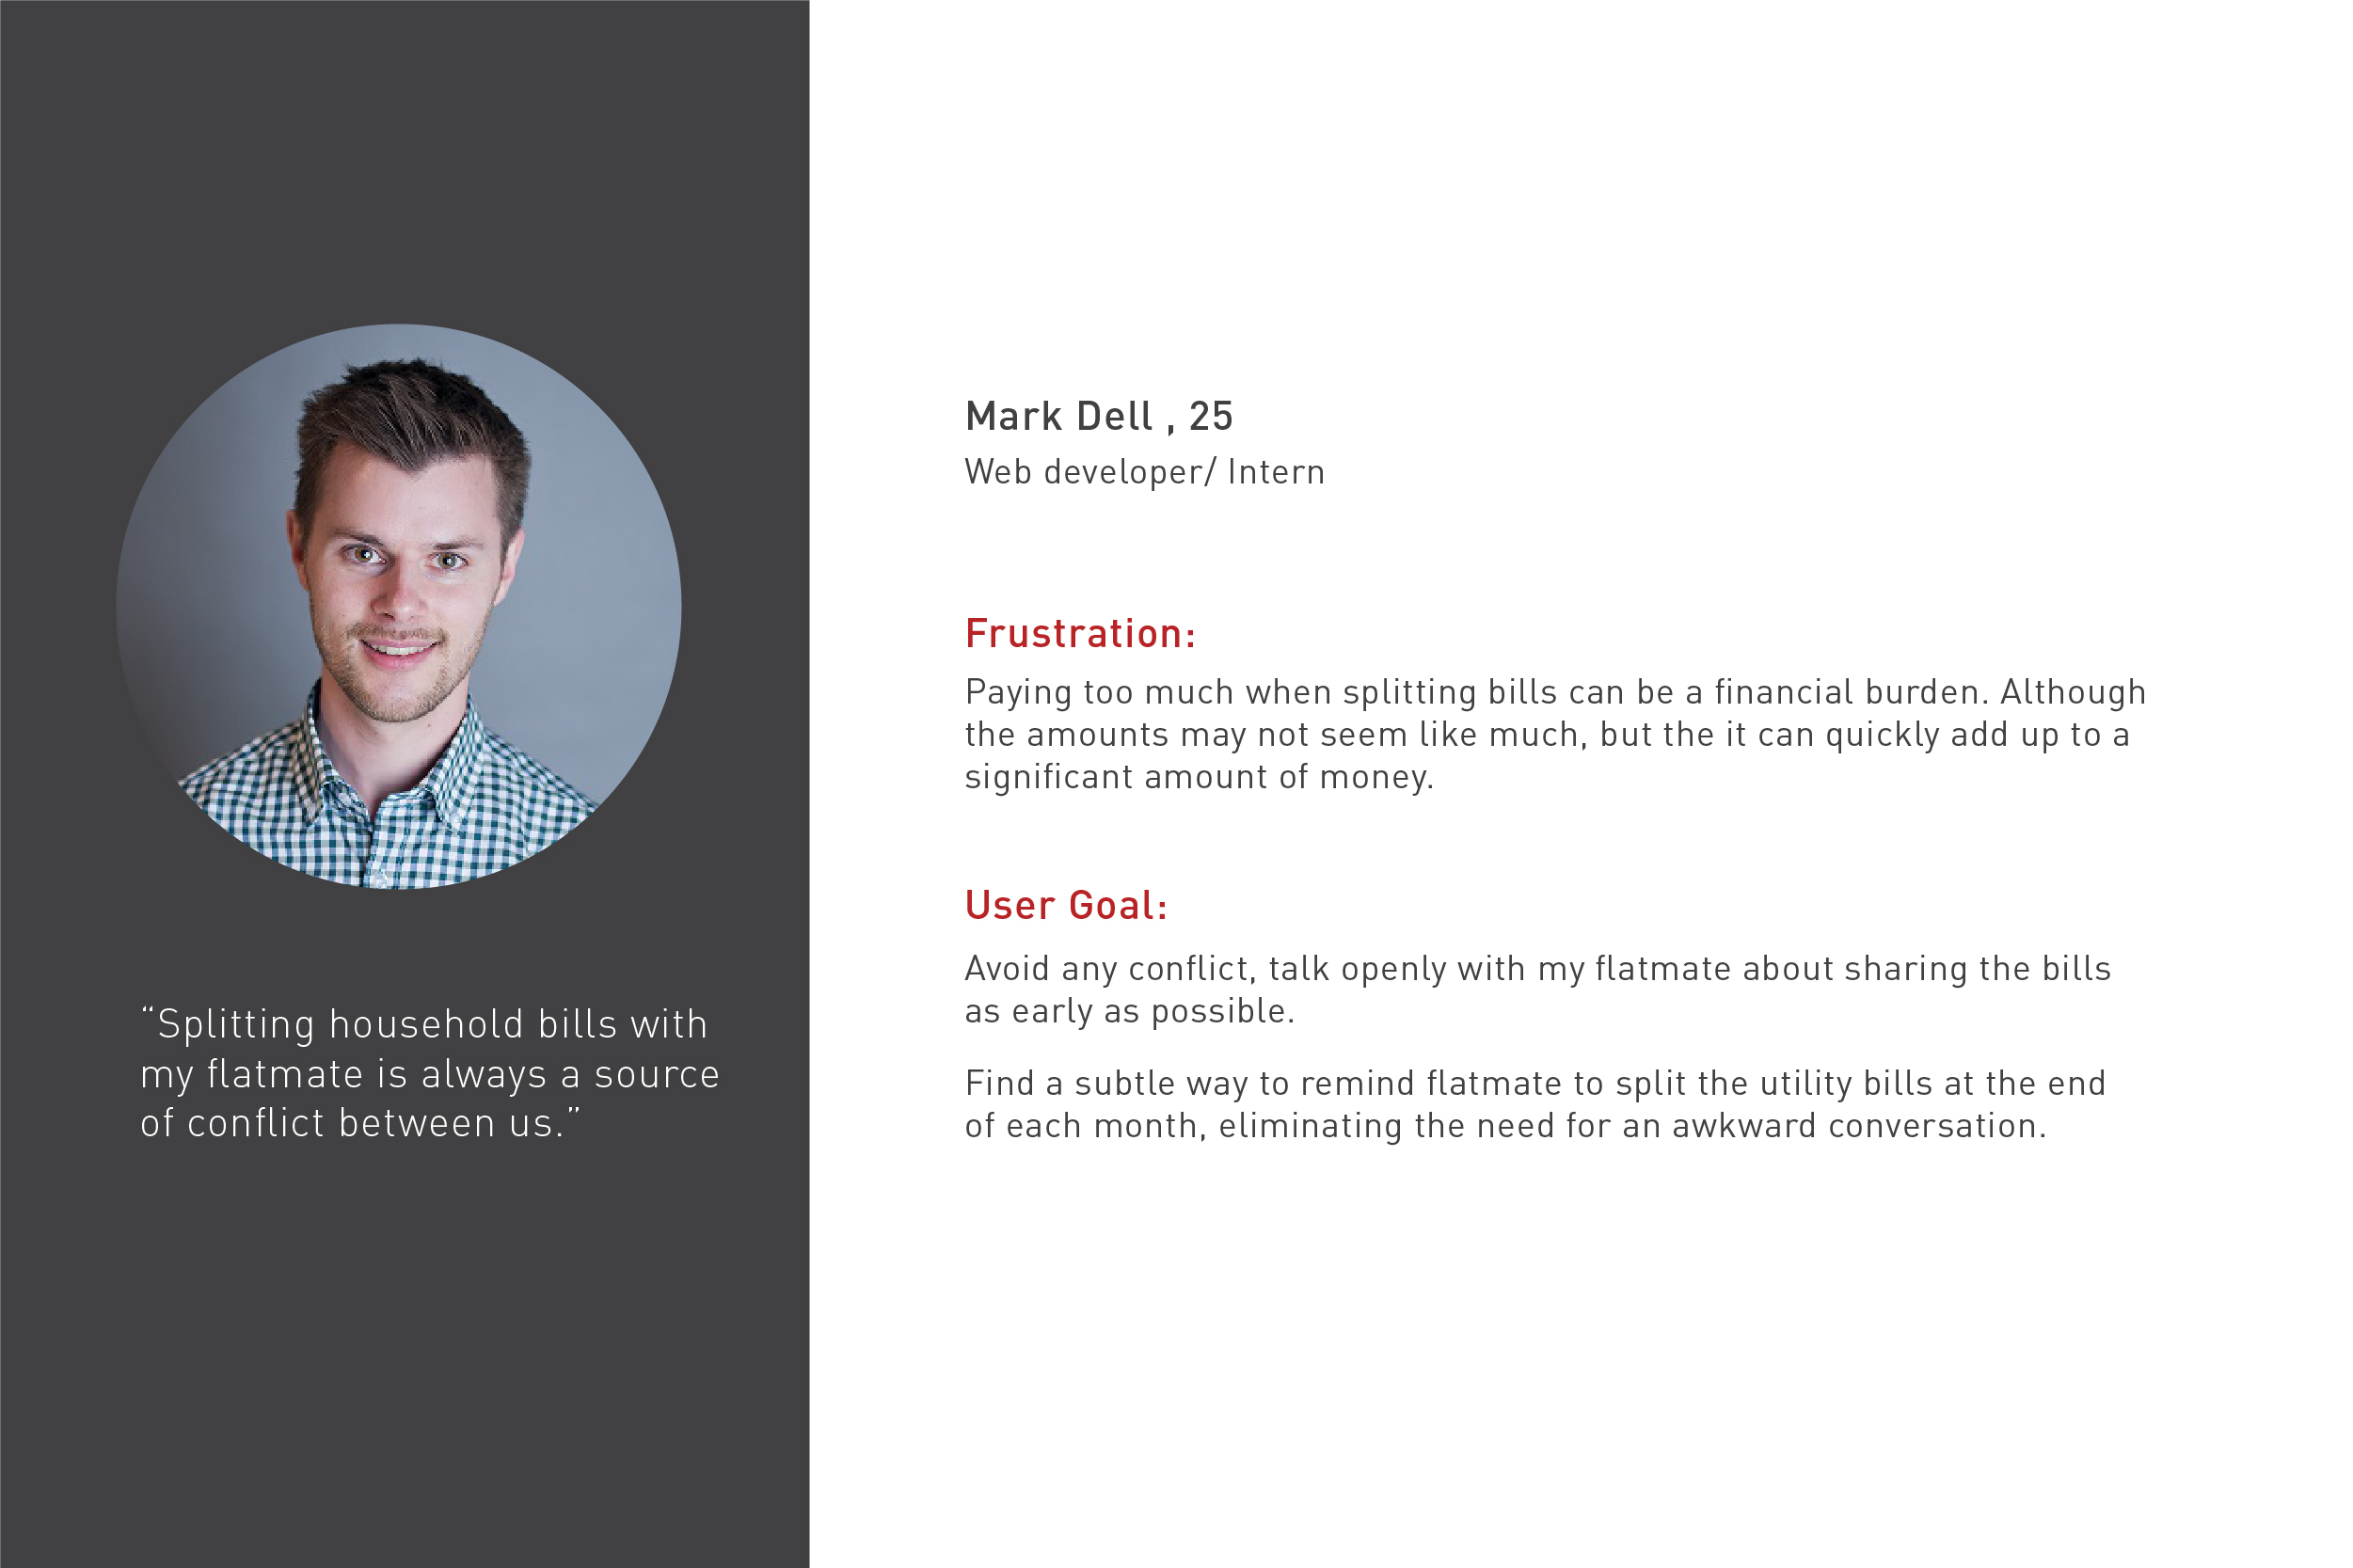 Mark Dell , 25
Web developer/ Intern
Frustration:
Paying too much when splitting bills can be a financial burden. Although
the amounts may not seem like much, but the it can quickly add up to a
significant amount of money.
User Goal:
Avoid any conflict, talk openly with my flatmate about sharing the bills
as early as possible.
Find a subtle way to remind flatmate to split the utility bills at the end
of each month, eliminating the need for an awkward conversation.
“Splitting household bills with
my flatmate is always a source
of conflict between us.”